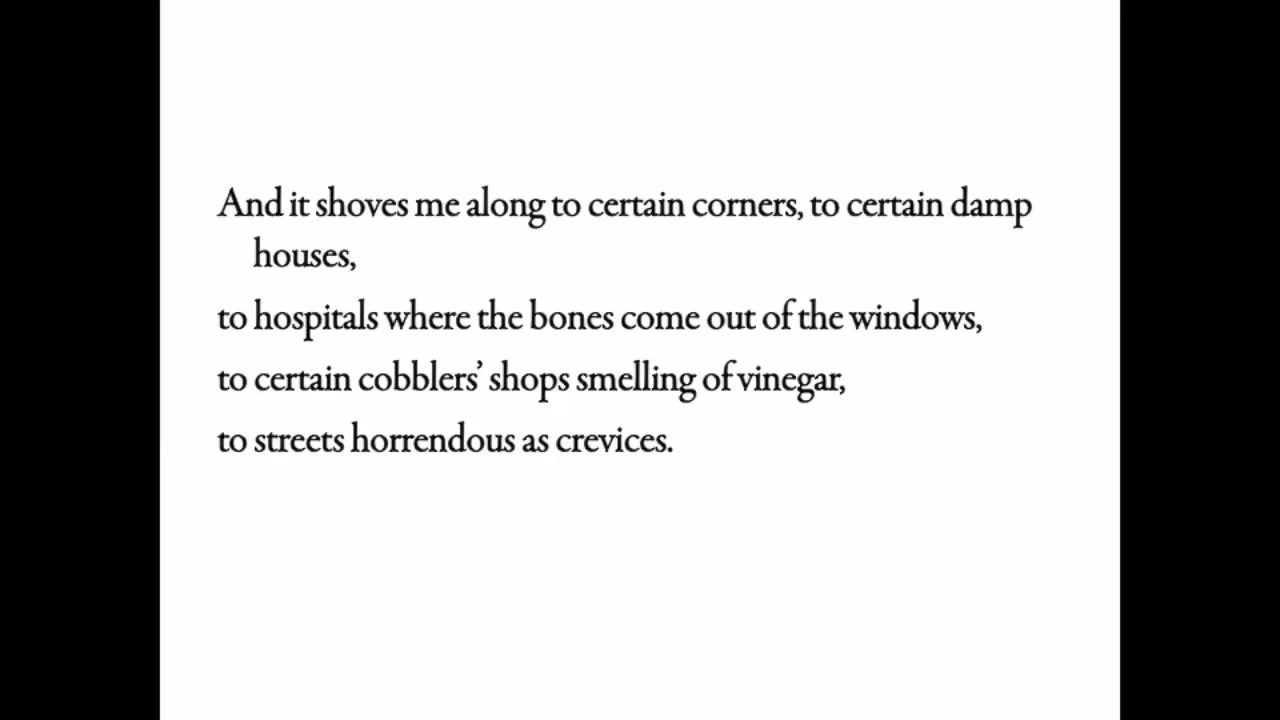 And it shoves me along to certain corners, to certain damp
houses,
to hospitals where the bones come out of the windows,
to certain cobblers’ shops smelling of vinegar,
to streets horrendous as crevices.